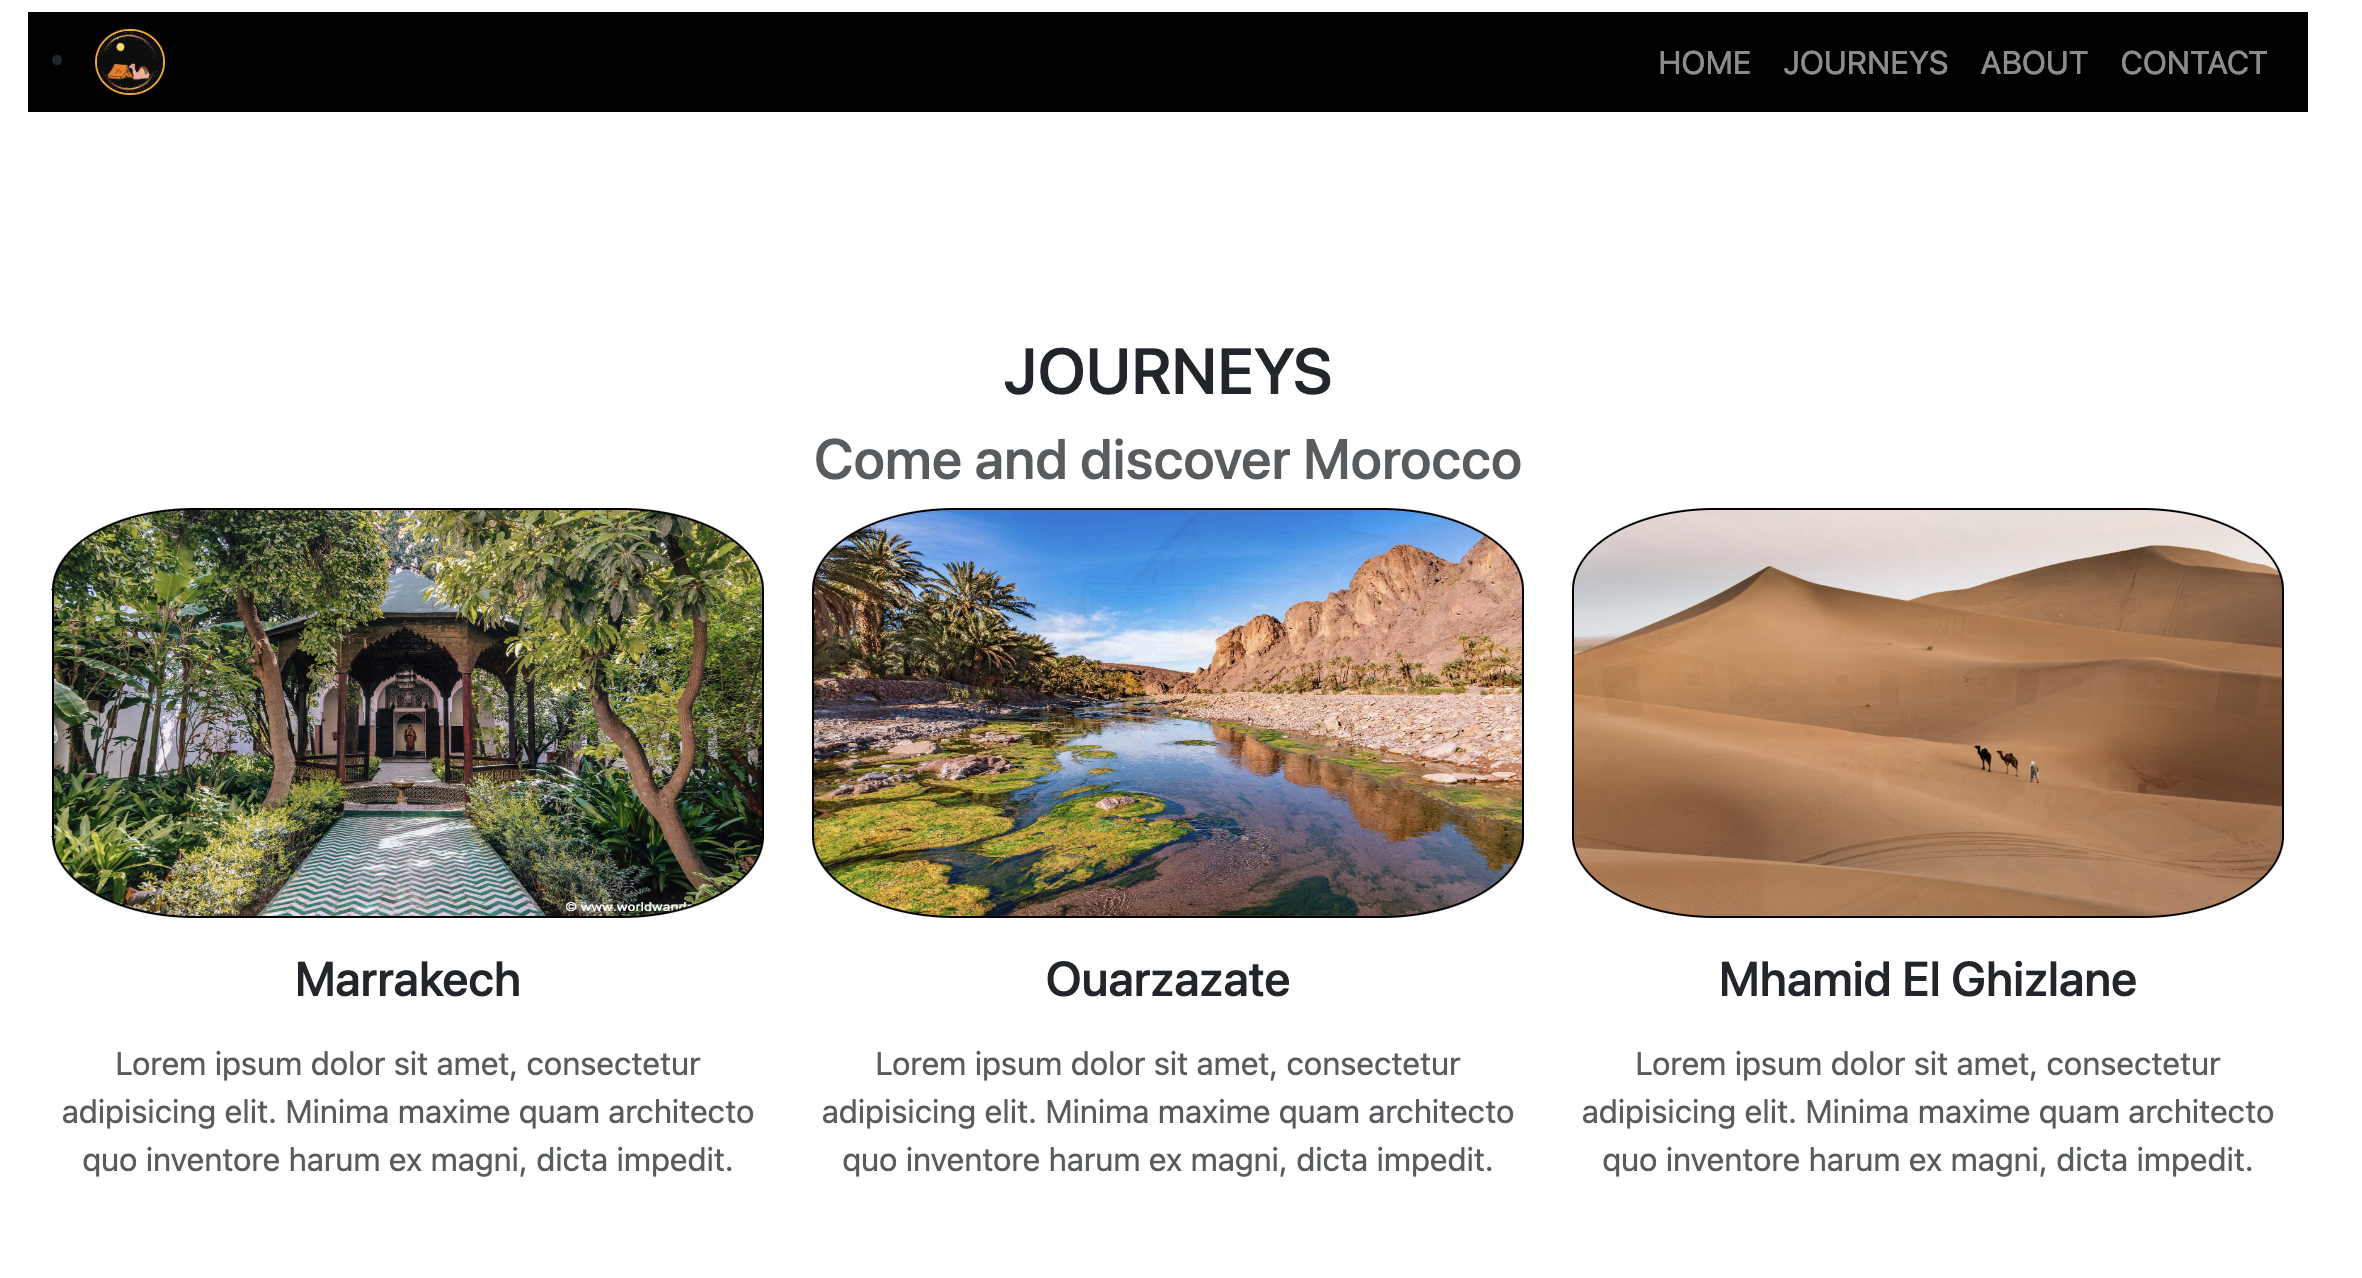 HOME JOURNEYS ABOUT CONTACT
JOURNEYS
Come and discover Morocco
© www.worldwand
Marrakech
Lorem ipsum dolor sit amet, consectetur
adipisicing elit. Minima maxime quam architecto
quo inventore harum ex magni, dicta impedit.
Ouarzazate
Lorem ipsum dolor sit amet, consectetur
adipisicing elit. Minima maxime quam architecto
quo inventore harum ex magni, dicta impedit.
Mhamid El Ghizlane
Lorem ipsum dolor sit amet, consectetur
adipisicing elit. Minima maxime quam architecto
quo inventore harum ex magni, dicta impedit.